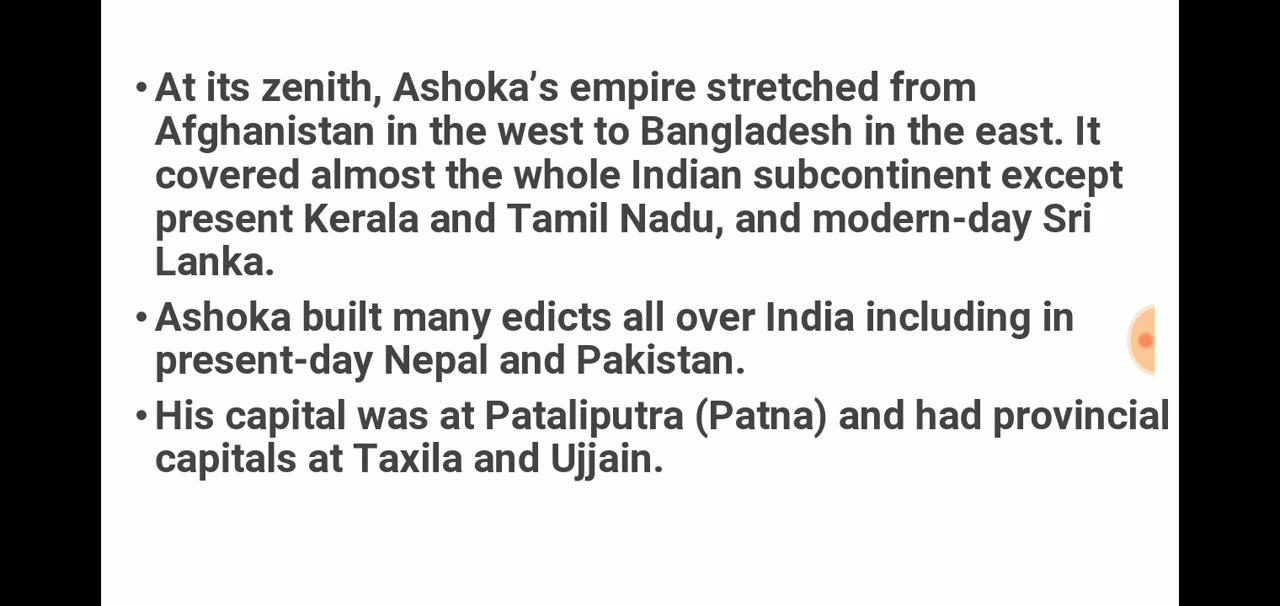 • At its zenith, Ashoka’s empire stretched from
Afghanistan in the west to Bangladesh in the east. It
covered almost the whole Indian subcontinent except
present Kerala and Tamil Nadu, and modern-day Sri
Lanka.
• Ashoka built many edicts all over India including in
present-day Nepal and Pakistan.
• His capital was at Pataliputra (Patna) and had provincial
capitals at Taxila and Ujjain.